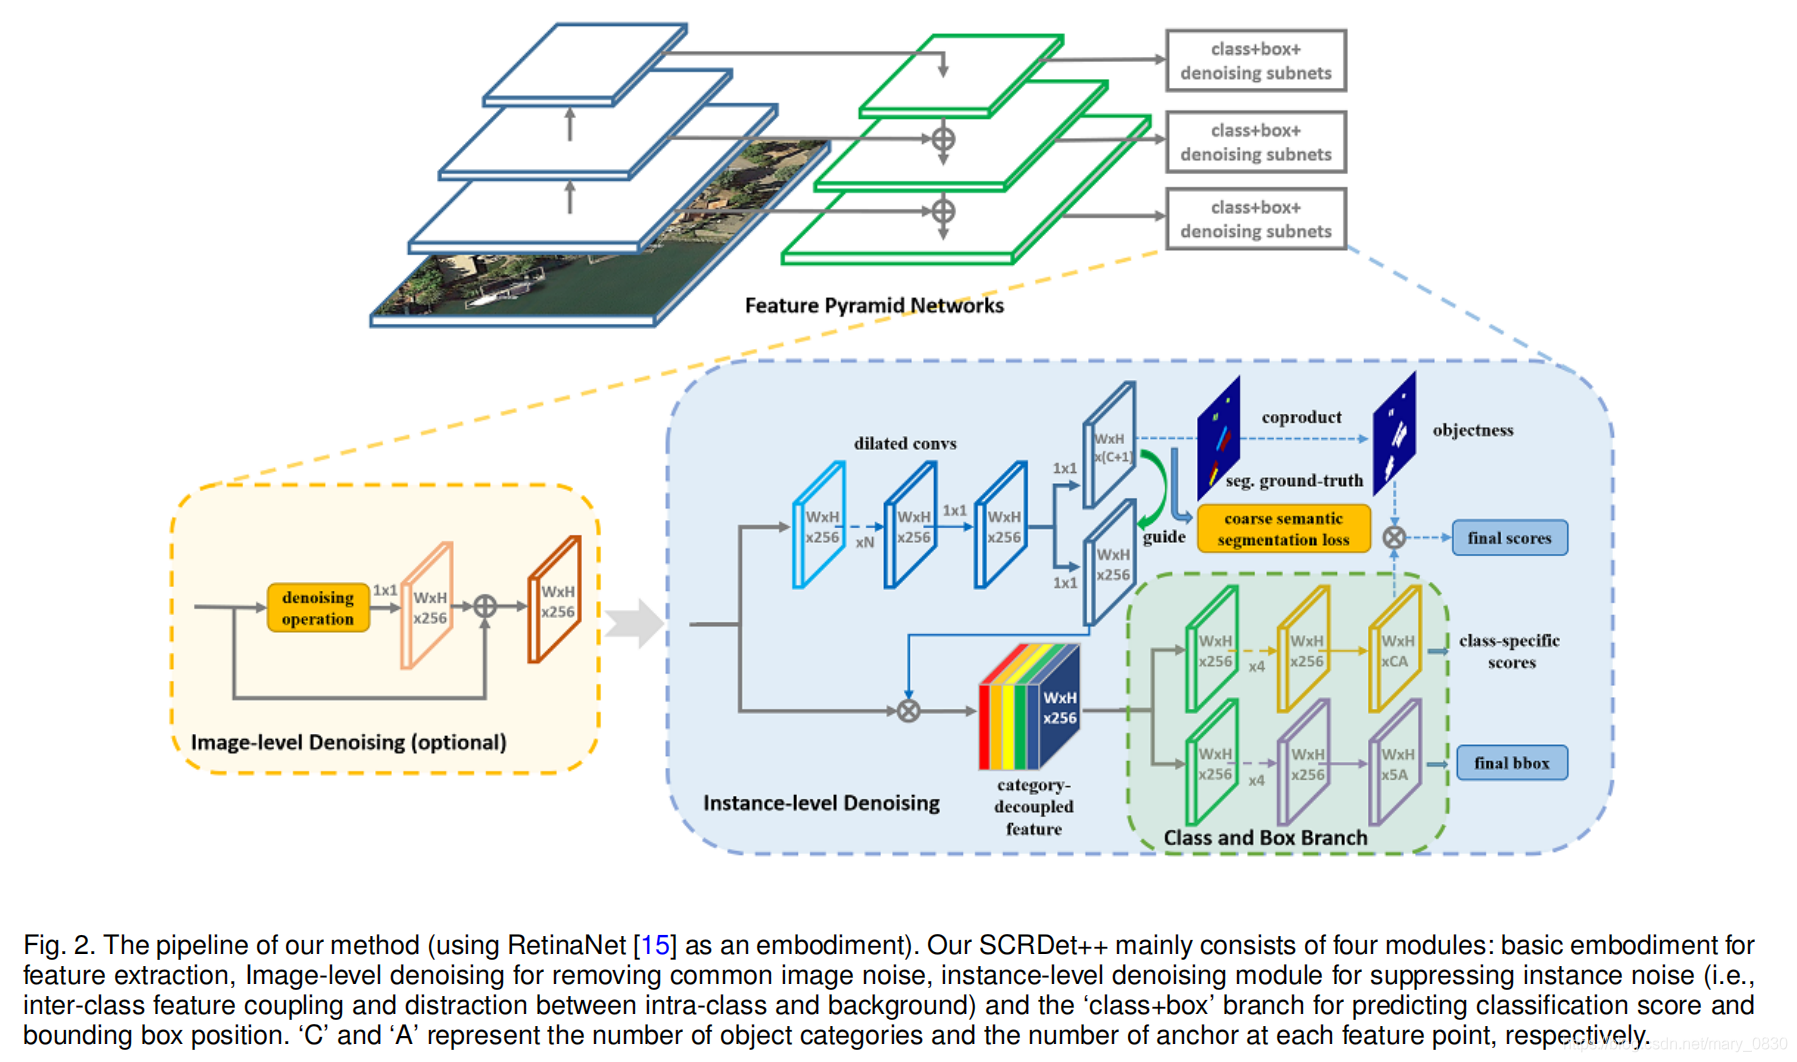 class+box+
denoising subnets
class+box+
denoising subnets
class+box+
denoising subnets
Feature Pyramid Networks
dilated convs
coproduct
objectness
WxH
x(C+1)
1x1
seg. ground-truth
WxH
x256
xN
WxH
x256
1x1
WxH
x256
1x1
WxH
x256
guide
coarse semantic
segmentation loss
final scores
denoising
operation
1x1
WxH
x256
WxH
x256
Image-level Denoising (optional)
WxH
x256
category-
decoupled
feature
Instance-level Denoising
WxH
x256
x4
WxH
x256
WxH
xCA
class-specific
scores
WxH
x256
x4
WxH
x256
WxH
x5A
final bbox
Class and Box Branch
Fig. 2. The pipeline of our method (using RetinaNet [15] as an embodiment). Our SCRDet++ mainly consists of four modules: basic embodiment for
feature extraction, Image-level denoising for removing common image noise, instance-level denoising module for suppressing instance noise (i.e.,
inter-class feature coupling and distraction between intra-class and background) and the ‘class+box’ branch for predicting classification score and
bounding box position. ‘C’ and ‘A’ represent the number of object categories and the number of anchor at each feature point, respectively.
https://blog.csdn.net/mary_0830